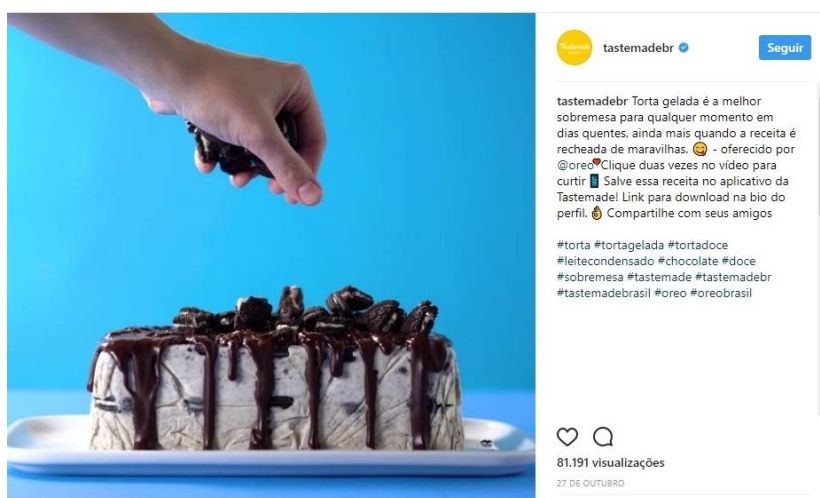 tastemadebr
Seguir
tastemadebr Torta gelada é a melhor
sobremesa para qualquer momento em
dias quentes, ainda mais quando a receita é
recheada de maravilhas. 😋 - oferecido por
@oreo❤Clique duas vezes no vídeo para
curtir 📱 Salve essa receita no aplicativo da
Tastemade! Link para download na bio do
perfil. 👌 Compartilhe com seus amigos
#torta #tortagelada #tortadoce
#leitecondensado #chocolate #doce
#sobremesa #tastemade #tastemadebr
#tastemadebrasil #oreo #oreobrasil
81.191 visualizações
27 DE OUTUBRO